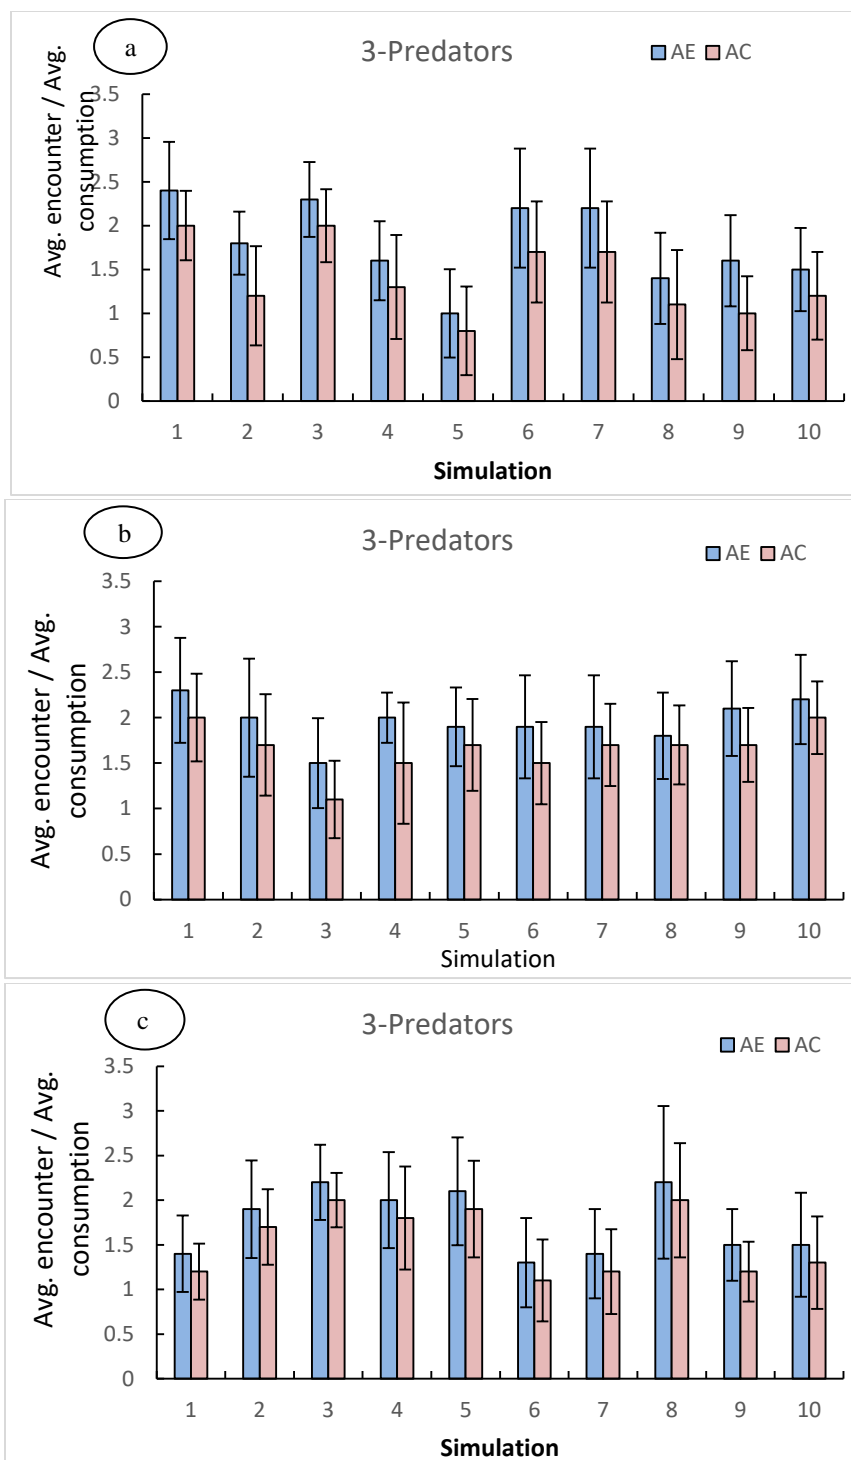 a
3-Predators
AE AC
Avg. encounter / Avg.
consumption
3.5
3
2.5
2
1.5
1
0.5
0
1 2 3 4 5 6 7 8 9 10
Simulation
b
3-Predators
AE AC
Avg. encounter / Avg.
consumption
3.5
3
2.5
2
1.5
1
0.5
0
1 2 3 4 5 6 7 8 9 10
Simulation
c
3-Predators
AE AC
Avg. encounter / Avg.
consumption
3.5
3
2.5
2
1.5
1
0.5
0
1 2 3 4 5 6 7 8 9 10
Simulation